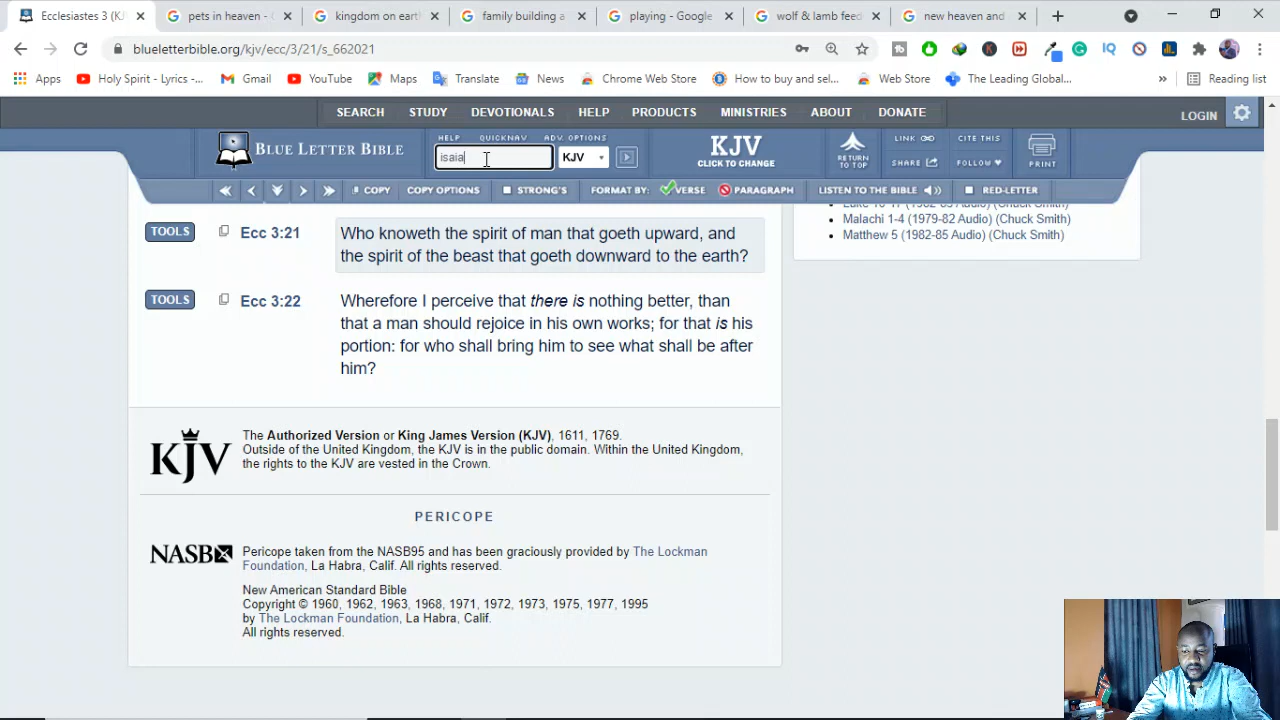 Ecclesiastes 3 (KJV
pets in heaven -
kingdom on earth
family building a
playing - Google
wolf & lamb feed
new heaven and
blueletterbible.org/kjv/ecc/3/21/s_662021
Apps
Holy Spirit - Lyrics -...
Gmail
YouTube
Maps
Translate
News
Chrome Web Store
How to buy and sel...
Web Store
The Leading Global...
»
Reading list
SEARCH STUDY DEVOTIONALS HELP PRODUCTS MINISTRIES ABOUT DONATE
LOGIN
HELP QUICKNAV ADV. OPTIONS
BLUE LETTER BIBLE
isaia
KJV
KJV
CLICK TO CHANGE
RETURN
TO TOP
LINK
CITE THIS
SHARE
FOLLOW
PRINT
COPY COPY OPTIONS STRONG'S FORMAT BY: VERSE PARAGRAPH LISTEN TO THE BIBLE RED-LETTER
Malachi 1-4 (1979-82 Audio) (Chuck Smith)
Matthew 5 (1982-85 Audio) (Chuck Smith)
TOOLS Ecc 3:21 Who knoweth the spirit of man that goeth upward, and
the spirit of the beast that goeth downward to the earth?
TOOLS Ecc 3:22 Wherefore I perceive that there is nothing better, than
that a man should rejoice in his own works; for that is his
portion: for who shall bring him to see what shall be after
him?
KJV
The Authorized Version or King James Version (KJV), 1611, 1769.
Outside of the United Kingdom, the KJV is in the public domain. Within the United Kingdom,
the rights to the KJV are vested in the Crown.
PERICOPE
NASB
Pericope taken from the NASB95 and has been graciously provided by The Lockman
Foundation, La Habra, Calif. All rights reserved.
New American Standard Bible
Copyright © 1960, 1962, 1963, 1968, 1971, 1972, 1973, 1975, 1977, 1995
by The Lockman Foundation, La Habra, Calif.
All rights reserved.